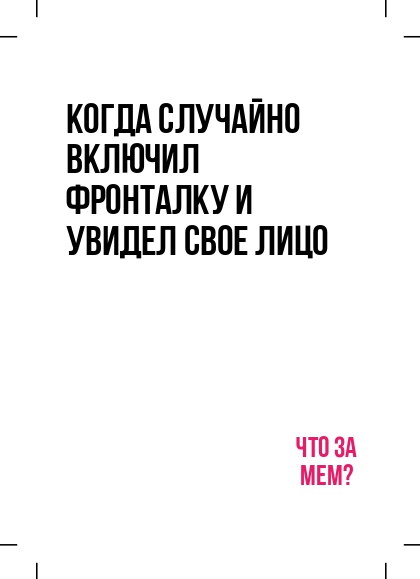 КОГДА СЛУЧАЙНО
ВКЛЮЧИЛ
ФРОНТАЛКУ И
УВИДЕЛ СВОЕ ЛИЦО
ЧТО ЗА
МЕМ?